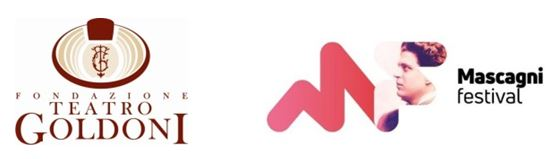 FONDAZIONE
TEATRO
GOLDONI
Mascagni
festival